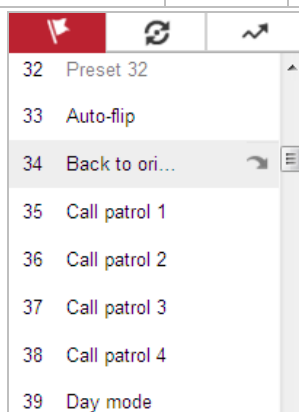 32 Preset 32
33 Auto-flip
34 Back to ori...
35 Call patrol 1
36 Call patrol 2
37 Call patrol 3
38 Call patrol 4
39 Day mode